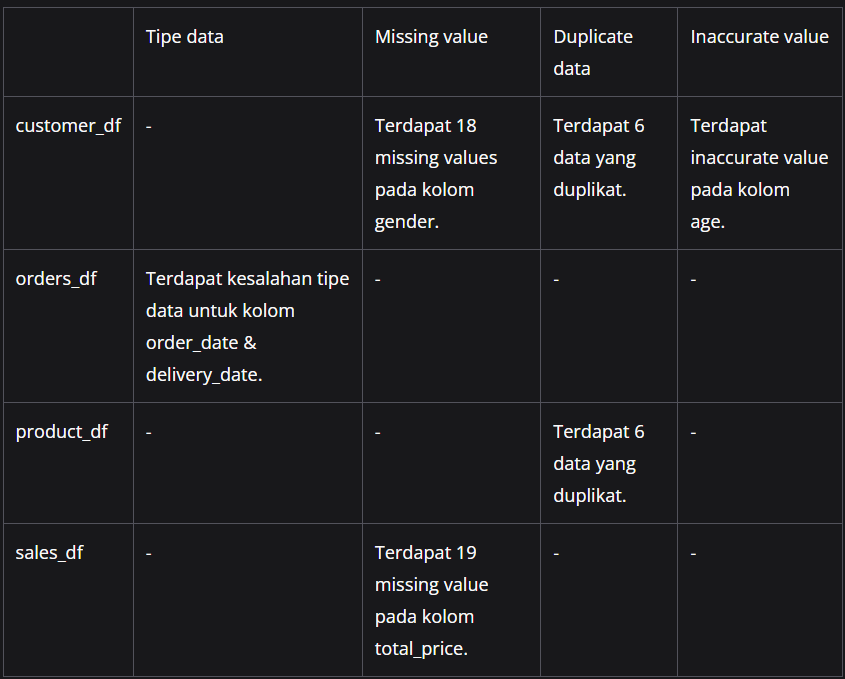 Tipe data
Missing value
Duplicate
data
Inaccurate value
customer_df
-
Terdapat 18
missing values
pada kolom
gender.
Terdapat 6
data yang
duplikat.
Terdapat
inaccurate value
pada kolom
age.
orders_df
Terdapat kesalahan tipe
data untuk kolom
order_date &
delivery_date.
-
-
-
product_df
-
-
Terdapat 6
data yang
duplikat.
-
sales_df
-
Terdapat 19
missing value
pada kolom
total_price.
-
-